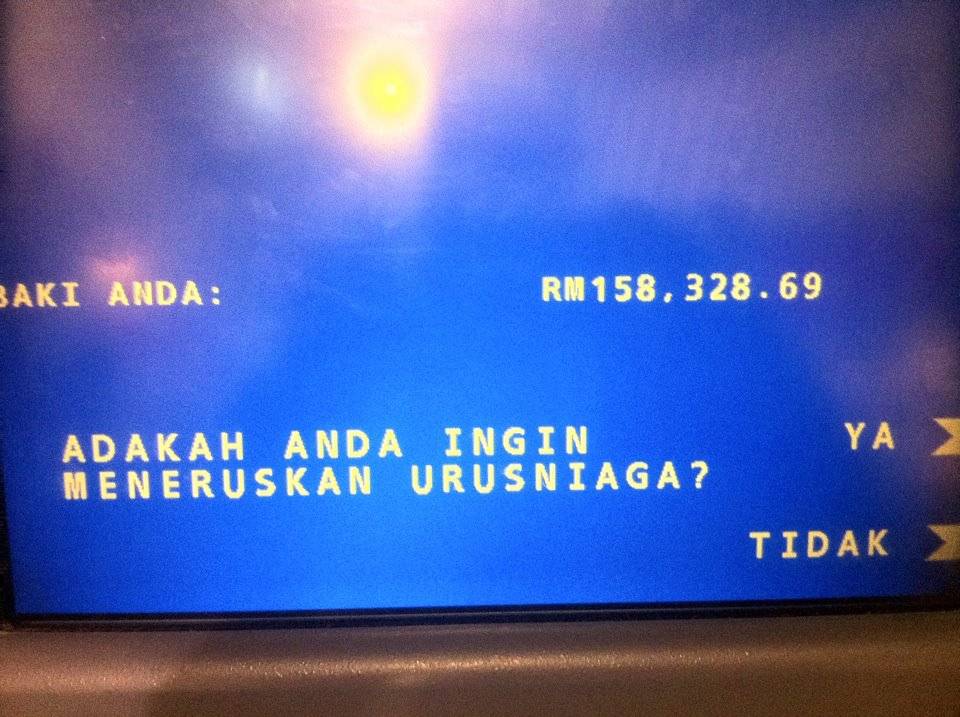 BAKI ANDA: RM158,328.69
ADAKAH ANDA INGIN YA
MENERUSKAN URUSNIAGA?
TIDAK